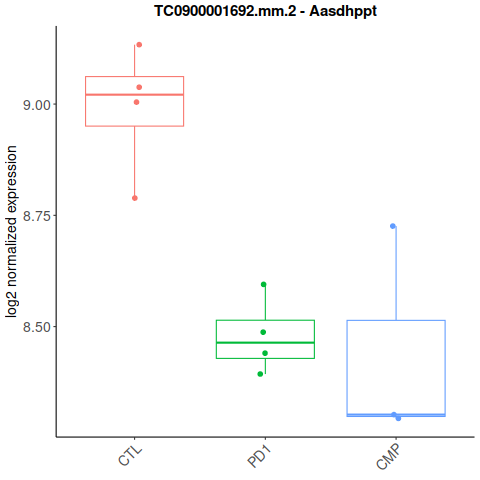 TC0900001692.mm.2 - Aasdhppt
log2 normalized expression
9.00
8.75
8.50
CTL
PD1
CMP